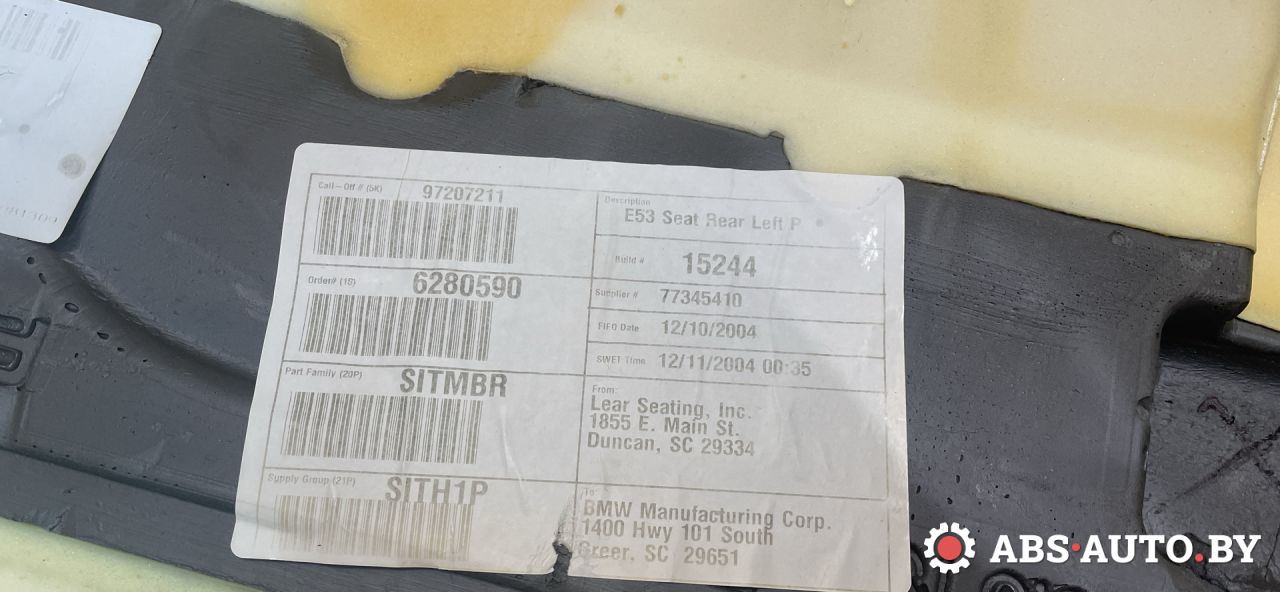 Call-Off # (5K) 97207211
Order# (1S) 6280590
Part Family (20P) SITMBR
Supply Group (21P) SITH1P
Description
E53 Seat Rear Left P
Build # 15244
Supplier # 77345410
FIFO Date 12/10/2004
SWET Time 12/11/2004 00:35
From:
Lear Seating, Inc.
1855 E. Main St.
Duncan, SC 29334
To:
BMW Manufacturing Corp.
1400 Hwy 101 South
Greer, SC 29651
ABS·AUTO.BY